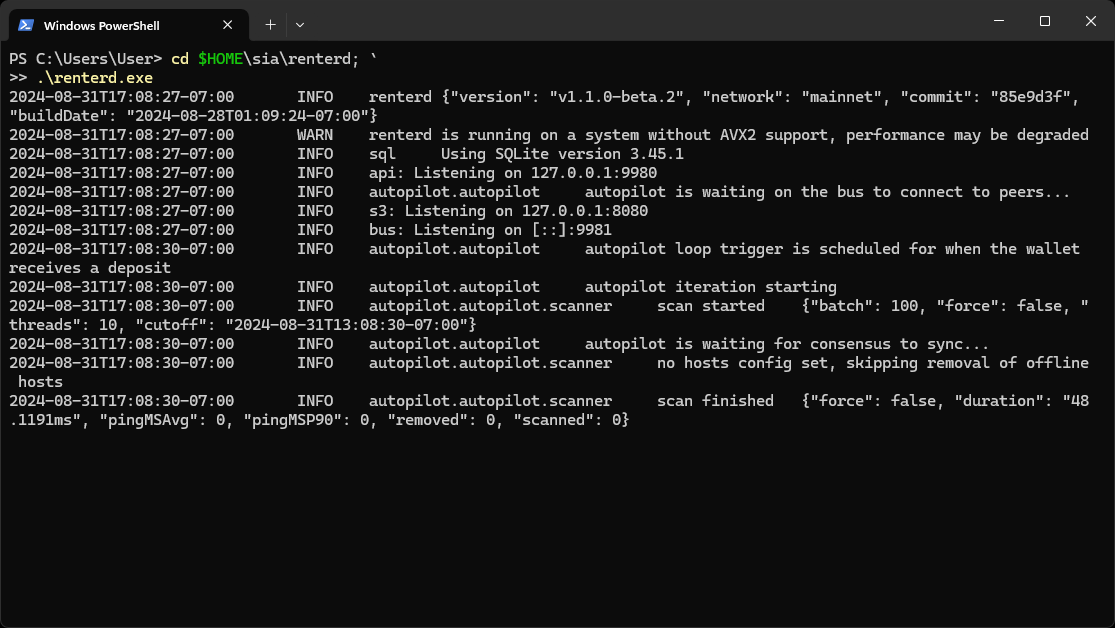 Windows PowerShell
PS C:\Users\User> cd $HOME\sia\renterd; `
>> .\renterd.exe
2024-08-31T17:08:27-07:00       INFO    renterd {"version": "v1.1.0-beta.2", "network": "mainnet", "commit": "85e9d3f",
"buildDate": "2024-08-28T01:09:24-07:00"}
2024-08-31T17:08:27-07:00       WARN    renterd is running on a system without AVX2 support, performance may be degraded
2024-08-31T17:08:27-07:00       INFO    sql     Using SQLite version 3.45.1
2024-08-31T17:08:27-07:00       INFO    api: Listening on 127.0.0.1:9980
2024-08-31T17:08:27-07:00       INFO    autopilot.autopilot     autopilot is waiting on the bus to connect to peers...
2024-08-31T17:08:27-07:00       INFO    s3: Listening on 127.0.0.1:8080
2024-08-31T17:08:27-07:00       INFO    bus: Listening on [::]:9981
2024-08-31T17:08:30-07:00       INFO    autopilot.autopilot     autopilot loop trigger is scheduled for when the wallet
receives a deposit
2024-08-31T17:08:30-07:00       INFO    autopilot.autopilot     autopilot iteration starting
2024-08-31T17:08:30-07:00       INFO    autopilot.autopilot.scanner     scan started    {"batch": 100, "force": false, "
threads": 10, "cutoff": "2024-08-31T13:08:30-07:00"}
2024-08-31T17:08:30-07:00       INFO    autopilot.autopilot     autopilot is waiting for consensus to sync...
2024-08-31T17:08:30-07:00       INFO    autopilot.autopilot.scanner     no hosts config set, skipping removal of offline
 hosts
2024-08-31T17:08:30-07:00       INFO    autopilot.autopilot.scanner     scan finished   {"force": false, "duration": "48
.1191ms", "pingMSAvg": 0, "pingMSP90": 0, "removed": 0, "scanned": 0}